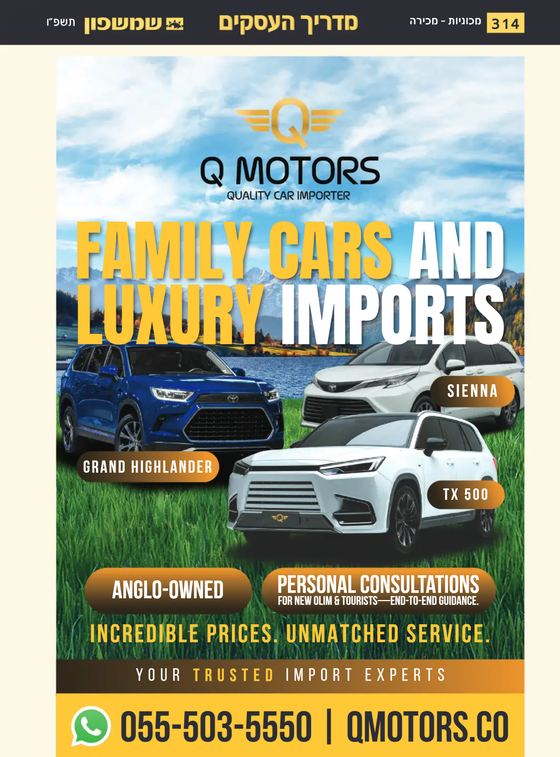 314 מכוניות - מכירה
מדריך העסקים
שמשפון תשפ"ו
Q MOTORS
QUALITY CAR IMPORTER
FAMILY CARS AND
LUXURY IMPORTS
SIENNA
GRAND HIGHLANDER
TX 500
ANGLO-OWNED
PERSONAL CONSULTATIONS
FOR NEW OLIM & TOURISTS—END-TO-END GUIDANCE.
INCREDIBLE PRICES. UNMATCHED SERVICE.
YOUR TRUSTED IMPORT EXPERTS
055-503-5550 | QMOTORS.CO